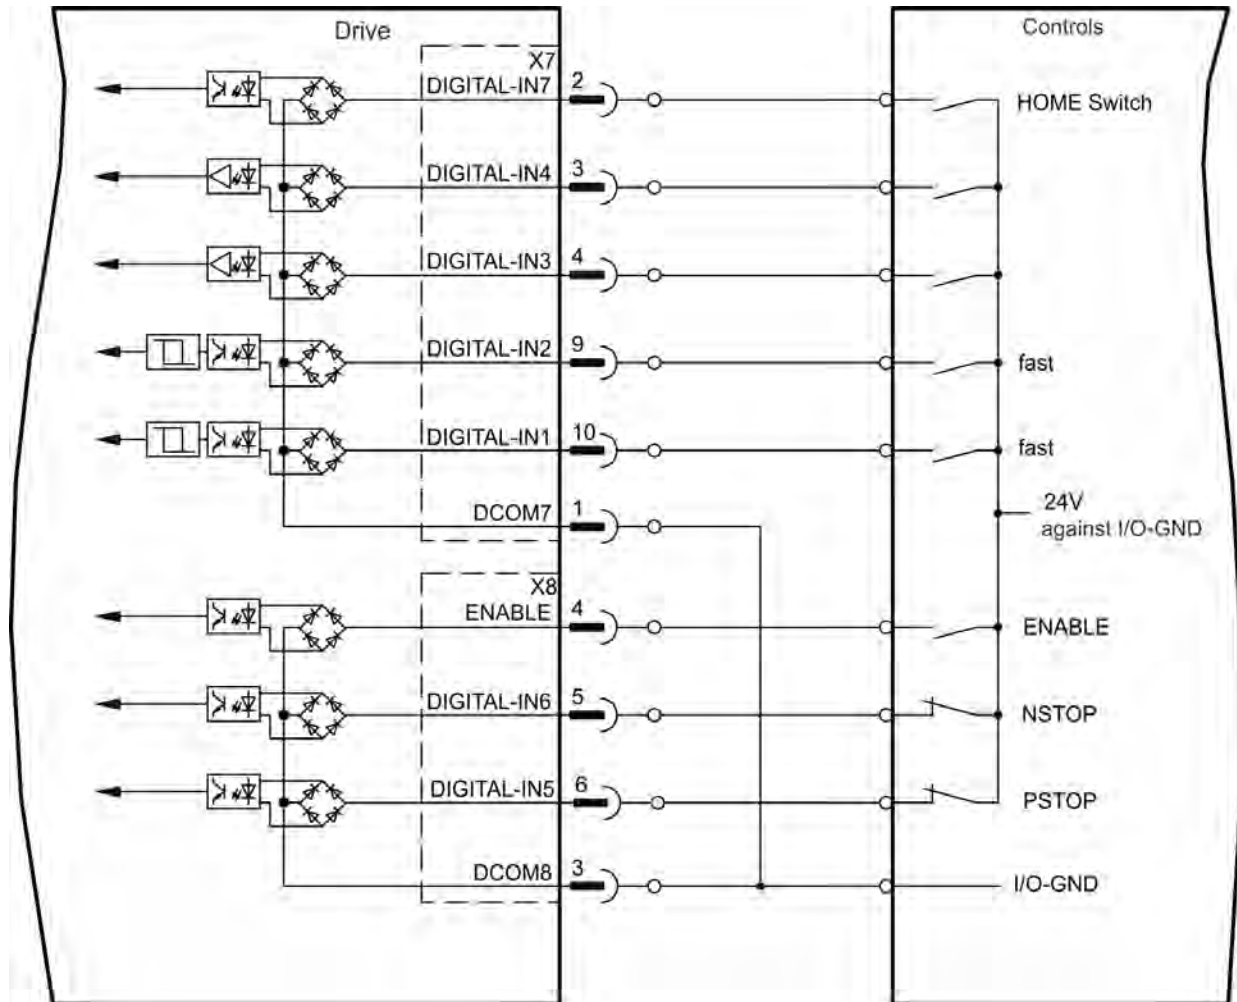 Drive
Controls
X7
DIGITAL-IN7
2
HOME Switch
DIGITAL-IN4
3
DIGITAL-IN3
4
DIGITAL-IN2
9
fast
DIGITAL-IN1
10
fast
DCOM7
1
24V
against I/O-GND
X8
ENABLE
4
ENABLE
DIGITAL-IN6
5
NSTOP
DIGITAL-IN5
6
PSTOP
DCOM8
3
I/O-GND